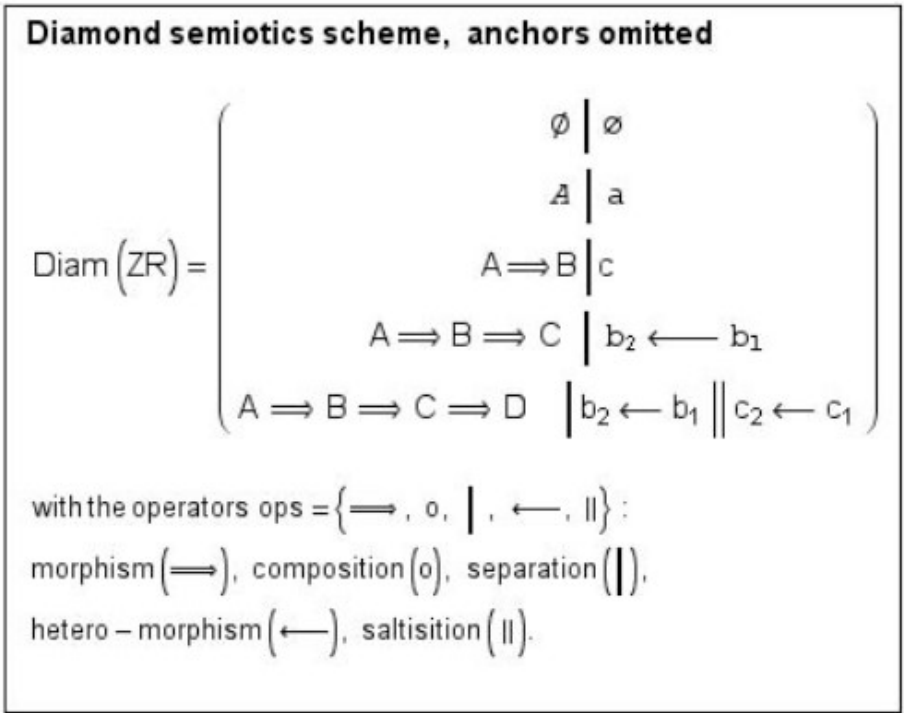 Diamond semiotics scheme, anchors omitted
∅ | ∅
A | a
Diam (ZR) = A ⟹ B | c
A ⟹ B ⟹ C | b₂ ⟵ b₁
A ⟹ B ⟹ C ⟹ D | b₂ ← b₁ || c₂ ← c₁
with the operators ops = {⟹, o, |, ⟵, ||} :
morphism (⟹), composition (o), separation (|),
hetero – morphism (⟵), saltisition (||).